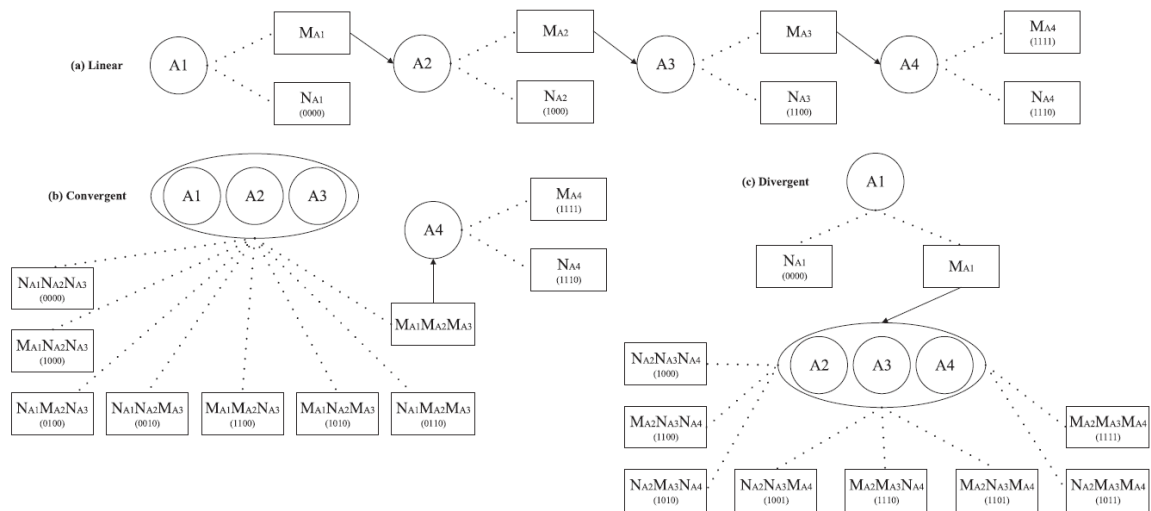 (a) Linear
A1
MA1
NA1
(0000)
A2
MA2
NA2
(1000)
A3
MA3
NA3
(1100)
A4
MA4
(1111)
NA4
(1110)
(b) Convergent
A1 A2 A3
NA1NA2NA3
(0000)
MA1NA2NA3
(1000)
NA1MA2NA3
(0100)
NA1NA2MA3
(0010)
MA1MA2NA3
(1100)
MA1NA2MA3
(1010)
NA1MA2MA3
(0110)
MA1MA2MA3
A4
MA4
(1111)
NA4
(1110)
(c) Divergent
A1
NA1
(0000)
MA1
A2 A3 A4
NA2NA3NA4
(1000)
MA2NA3NA4
(1100)
NA2MA3NA4
(1010)
NA2NA3MA4
(1001)
MA2MA3NA4
(1110)
MA2NA3MA4
(1101)
NA2MA3MA4
(1011)
MA2MA3MA4
(1111)